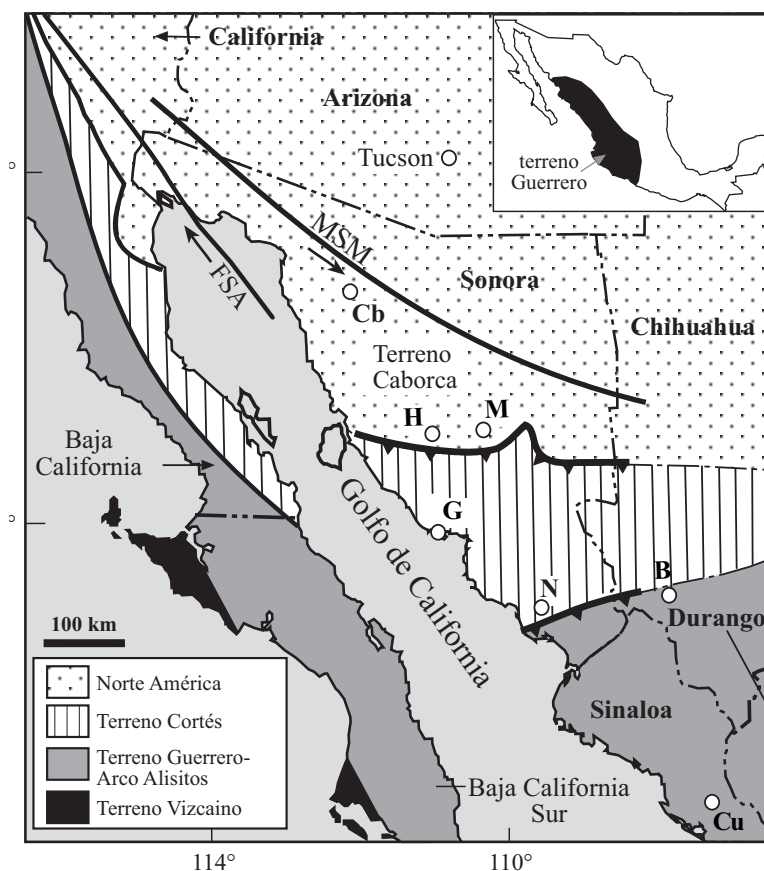 California
Arizona
Tucson
terreno
Guerrero
MSM
FSA
Sonora
Cb
Chihuahua
Terreno
Caborca
H
M
Baja
California
Golfo de California
G
N
B
Durango
100 km
Norte América
Terreno Cortés
Terreno Guerrero-
Arco Alisitos
Terreno Vizcaino
Sinaloa
Baja California
Sur
Cu
114°
110°